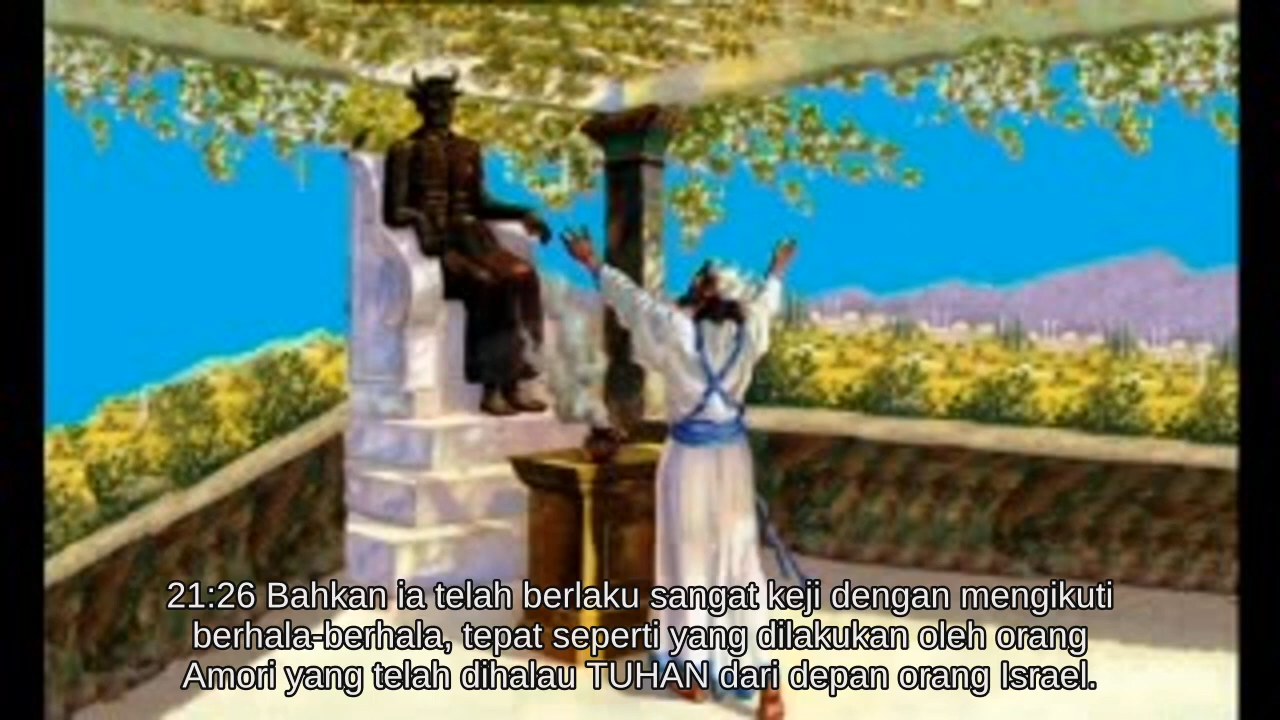 21:26 Bahkan ia telah berlaku sangat keji dengan mengikuti
berhala-berhala, tepat seperti yang dilakukan oleh orang
Amori yang telah dihalau TUHAN dari depan orang Israel.